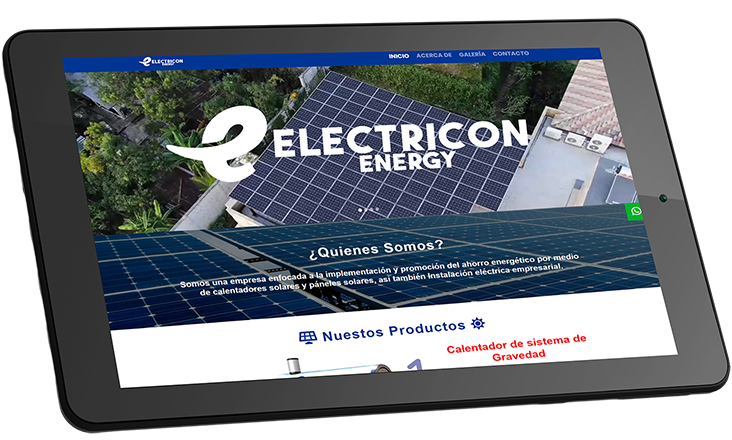 ELECTRICON
ENERGY
INICIO ACERCA DE GALERÍA CONTACTO
ELECTRICON
ENERGY
¿Quienes Somos?
Somos una empresa enfocada a la implementación y promoción del ahorro energético por medio
de calentadores solares y páneles solares, asi también Instalación eléctrica empresarial.
Nuestos Productos
Calentador de sistema de
Gravedad